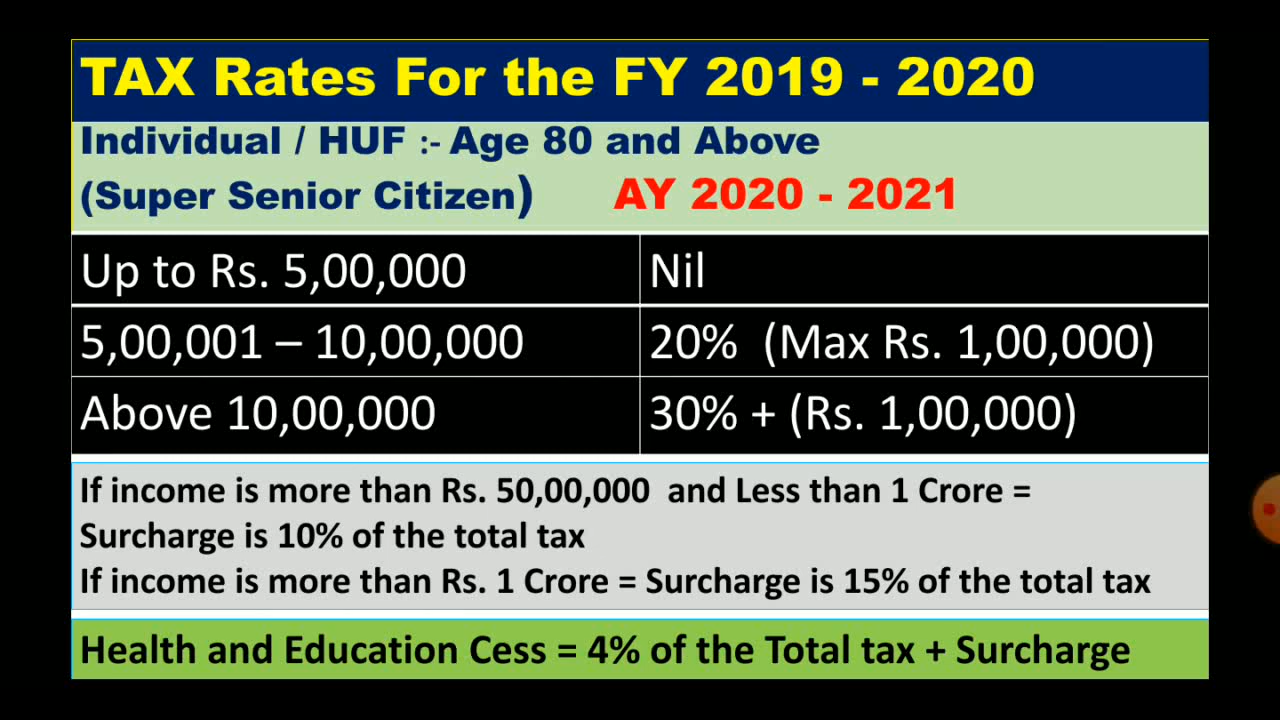 TAX Rates For the FY 2019 - 2020
Individual / HUF :- Age 80 and Above
(Super Senior Citizen) AY 2020 - 2021
Up to Rs. 5,00,000 Nil
5,00,001 – 10,00,000 20% (Max Rs. 1,00,000)
Above 10,00,000 30% + (Rs. 1,00,000)
If income is more than Rs. 50,00,000 and Less than 1 Crore =
Surcharge is 10% of the total tax
If income is more than Rs. 1 Crore = Surcharge is 15% of the total tax
Health and Education Cess = 4% of the Total tax + Surcharge